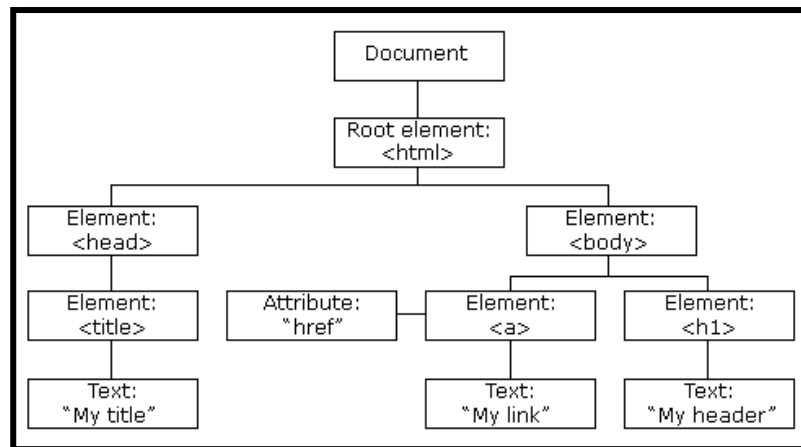 Document
Root element:
<html>
Element:
<head>
Element:
<body>
Element:
<title>
Attribute:
“href”
Element:
<a>
Element:
<h1>
Text:
“My title”
Text:
“My link”
Text:
“My header”